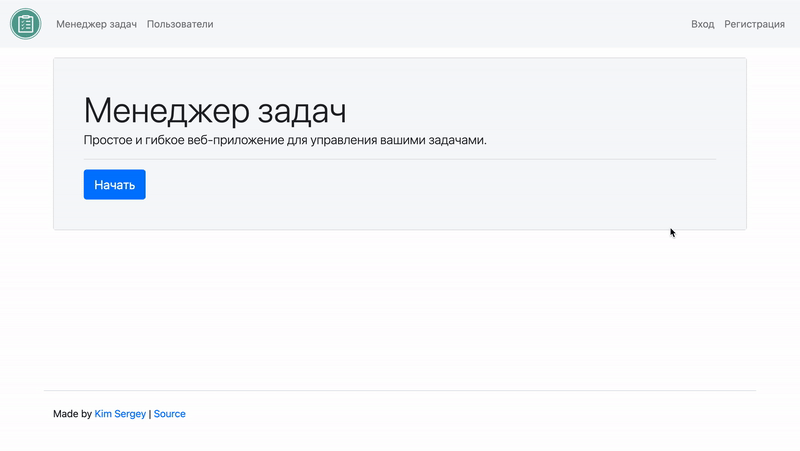 Менеджер задач Пользователи Вход Регистрация
Менеджер задач
Простое и гибкое веб-приложение для управления вашими задачами.
Начать
Made by Kim Sergey | Source